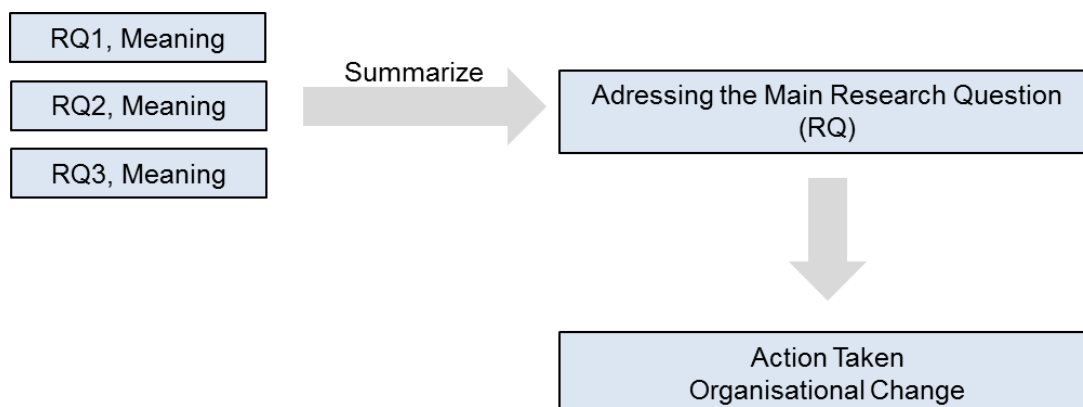 RQ1, Meaning
Summarize
RQ2, Meaning
RQ3, Meaning
Adressing the Main Research Question
(RQ)
Action Taken
Organisational Change